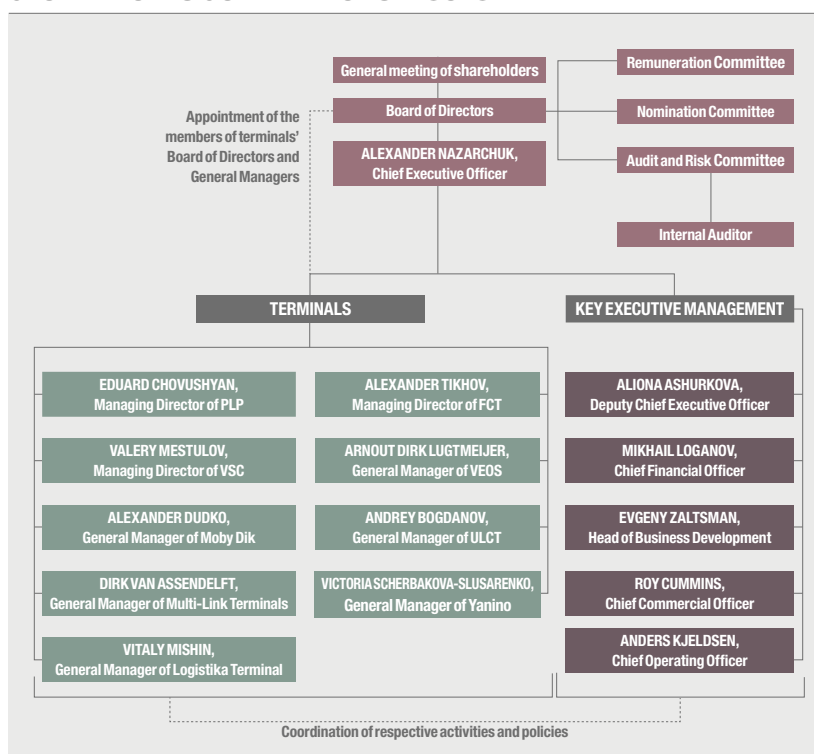 General meeting of shareholders
Board of Directors
ALEXANDER NAZARCHUK,
Chief Executive Officer
Remuneration Committee
Nomination Committee
Audit and Risk Committee
Internal Auditor
Appointment of the
members of terminals’
Board of Directors and
General Managers
TERMINALS
KEY EXECUTIVE MANAGEMENT
EDUARD CHOVUSHYAN,
Managing Director of PLP
VALERY MESTULOV,
Managing Director of VSC
ALEXANDER DUDKO,
General Manager of Moby Dik
DIRK VAN ASSENDELFT,
General Manager of Multi-Link Terminals
VITALY MISHIN,
General Manager of Logistika Terminal
ALEXANDER TIKHOV,
Managing Director of FCT
ARNOUT DIRK LUGTMEIJER,
General Manager of VEOS
ANDREY BOGDANOV,
General Manager of ULCT
VICTORIA SCHERBAKOVA-SLUSARENKO,
General Manager of Yanino
ALIONA ASHURKOVA,
Deputy Chief Executive Officer
MIKHAIL LOGANOV,
Chief Financial Officer
EVGENY ZALTSMAN,
Head of Business Development
ROY CUMMINS,
Chief Commercial Officer
ANDERS KJELDSEN,
Chief Operating Officer
Coordination of respective activities and policies